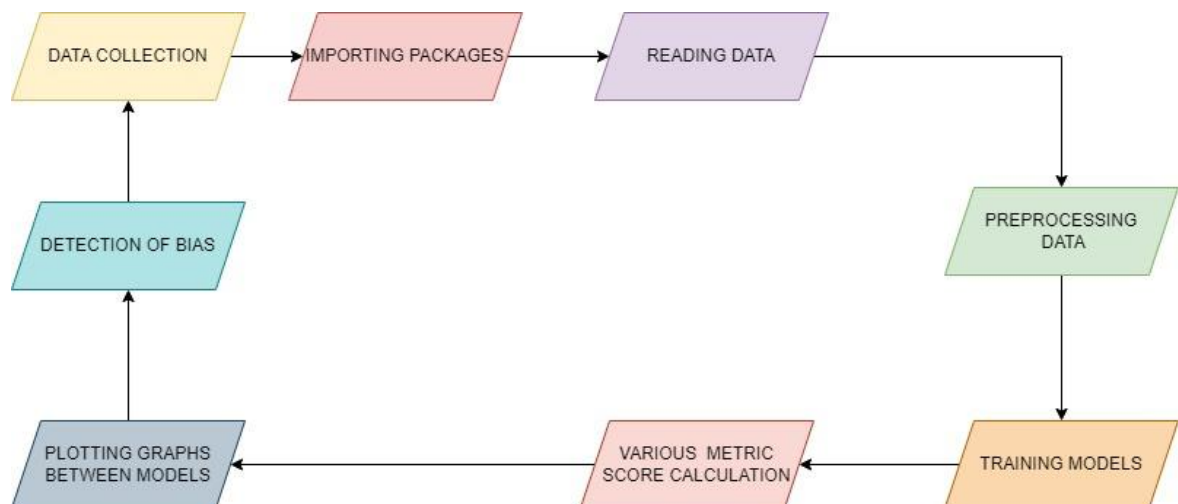 DATA COLLECTION
IMPORTING PACKAGES
READING DATA
PREPROCESSING
DATA
DETECTION OF BIAS
PLOTTING GRAPHS
BETWEEN MODELS
VARIOUS METRIC
SCORE CALCULATION
TRAINING MODELS